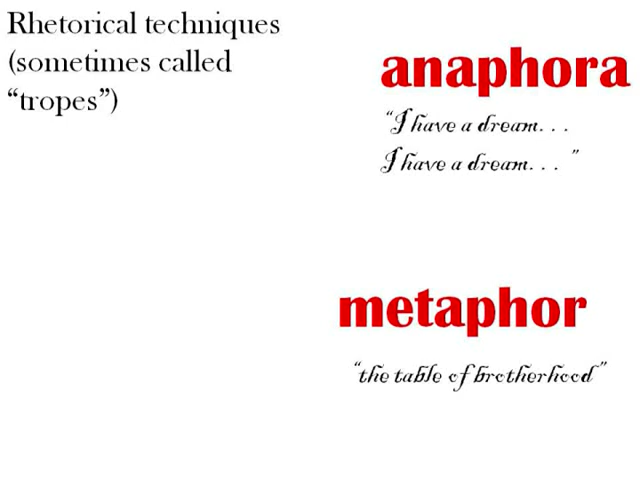 Rhetorical techniques
(sometimes called
“tropes”)
anaphora
“I have a dream. . .
I have a dream. . . ”
metaphor
“the table of brotherhood”